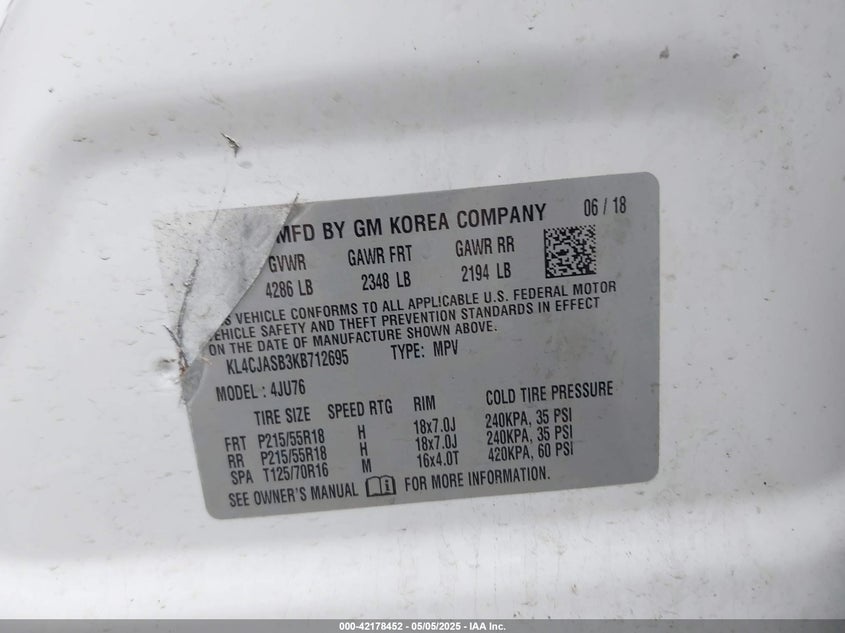 MFD BY GM KOREA COMPANY 06 / 18
GVWR GAWR FRT GAWR RR
4286 LB 2348 LB 2194 LB
VEHICLE CONFORMS TO ALL APPLICABLE U.S. FEDERAL MOTOR
VEHICLE SAFETY AND THEFT PREVENTION STANDARDS IN EFFECT
ON THE DATE OF MANUFACTURE SHOWN ABOVE.
KL4CJASB3KB712695 TYPE: MPV
MODEL : 4JU76
TIRE SIZE SPEED RTG RIM COLD TIRE PRESSURE
FRT P215/55R18 H 18x7.0J 240KPA, 35 PSI
RR P215/55R18 H 18x7.0J 240KPA, 35 PSI
SPA T125/70R16 M 16x4.0T 420KPA, 60 PSI
SEE OWNER'S MANUAL FOR MORE INFORMATION.
000-42178452 - 05/05/2025 - IAA Inc.